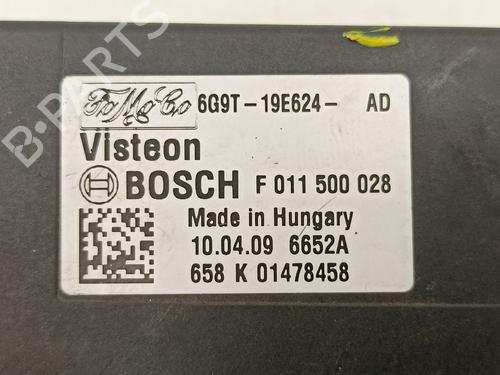 FoMoCo 6G9T-19E624- AD
Visteon
BOSCH F 011 500 028
Made in Hungary
10.04.09 6652A
658 K 01478458
B-PARTS